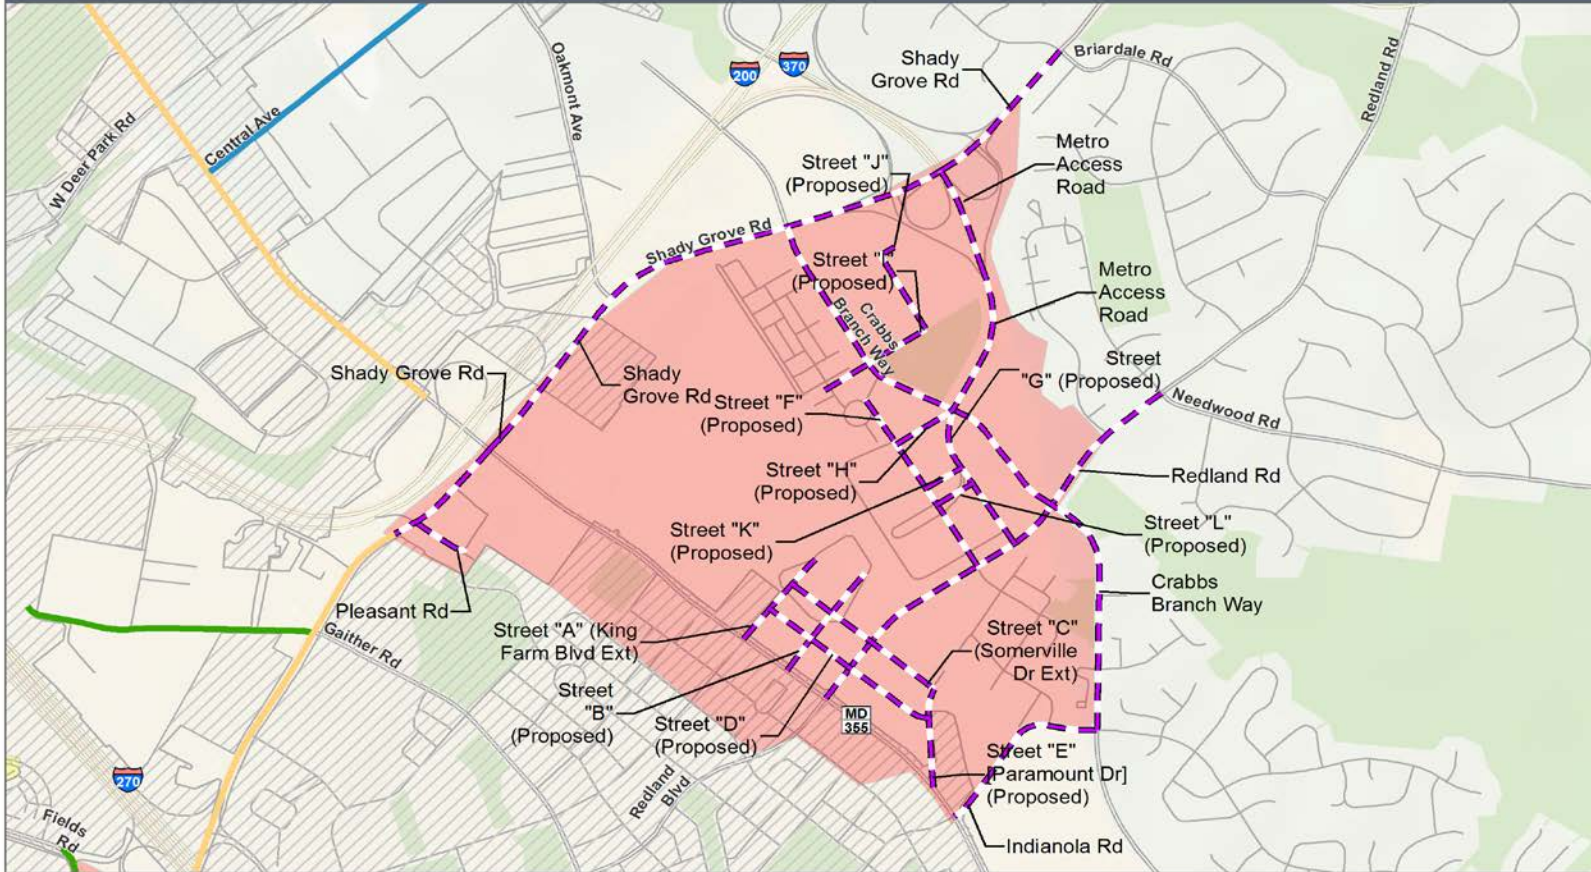 Shady
Grove Rd
Briardale Rd
Redland Rd
Oakmont Ave
200
370
Central Ave
W Deer Park Rd
Metro
Access
Road
Street "J"
(Proposed)
Shady Grove Rd
Street "I"
(Proposed)
Metro
Access
Road
Crabbs
Branch Way
Street
"G" (Proposed)
Shady Grove Rd
Shady
Grove Rd
Street "F"
(Proposed)
Needwood Rd
Street "H"
(Proposed)
Redland Rd
Street "K"
(Proposed)
Street "L"
(Proposed)
Crabbs
Branch Way
Pleasant Rd
Gaither Rd
Street "A" (King
Farm Blvd Ext)
Street "C"
(Somerville
Dr Ext)
Street
"B"
(Proposed)
Street "D"
(Proposed)
MD
355
Street "E"
[Paramount Dr]
(Proposed)
270
Redland
Blvd
Fields
Rd
Indianola Rd